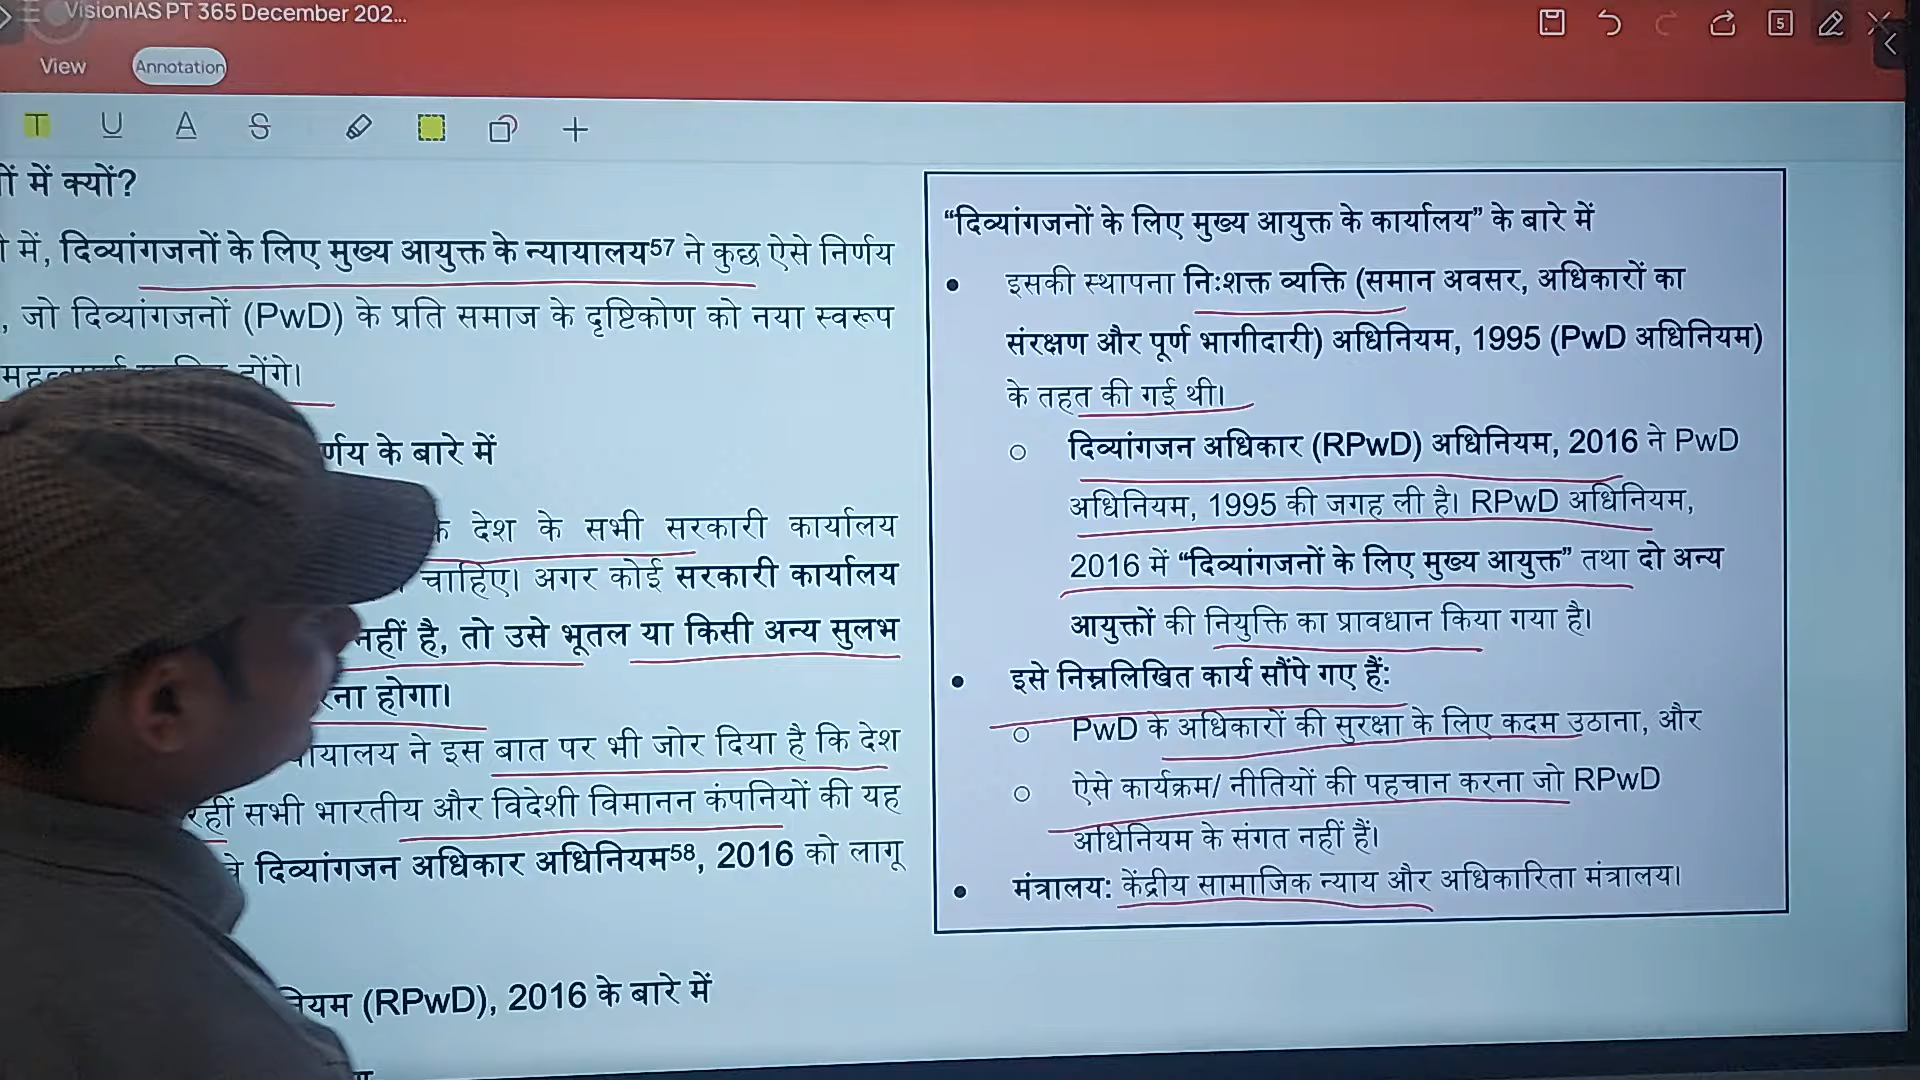 VisionIAS PT 365 December 202...
View
Annotation
T U A S
5
में क्यों?
में, दिव्यांगजनों के लिए मुख्य आयुक्त के न्यायालय57 ने कुछ ऐसे निर्णय
, जो दिव्यांगजनों (PwD) के प्रति समाज के दृष्टिकोण को नया स्वरूप
होंगे।
के बारे में
देश के सभी सरकारी कार्यालय
चाहिए। अगर कोई सरकारी कार्यालय
नहीं है, तो उसे भूतल या किसी अन्य सुलभ
होगा।
ने इस बात पर भी जोर दिया है कि देश
सभी भारतीय और विदेशी विमानन कंपनियों की यह
दिव्यांगजन अधिकार अधिनियम58, 2016 को लागू
(RPwD), 2016 के बारे में
“दिव्यांगजनों के लिए मुख्य आयुक्त के कार्यालय” के बारे में
• इसकी स्थापना निःशक्त व्यक्ति (समान अवसर, अधिकारों का
संरक्षण और पूर्ण भागीदारी) अधिनियम, 1995 (PwD अधिनियम)
के तहत की गई थी।
○ दिव्यांगजन अधिकार (RPwD) अधिनियम, 2016 ने PwD
अधिनियम, 1995 की जगह ली है। RPwD अधिनियम,
2016 में “दिव्यांगजनों के लिए मुख्य आयुक्त” तथा दो अन्य
आयुक्तों की नियुक्ति का प्रावधान किया गया है।
• इसे निम्नलिखित कार्य सौंपे गए हैं:
○ PwD के अधिकारों की सुरक्षा के लिए कदम उठाना, और
○ ऐसे कार्यक्रम/ नीतियों की पहचान करना जो RPwD
अधिनियम के संगत नहीं हैं।
• मंत्रालय: केंद्रीय सामाजिक न्याय और अधिकारिता मंत्रालय।